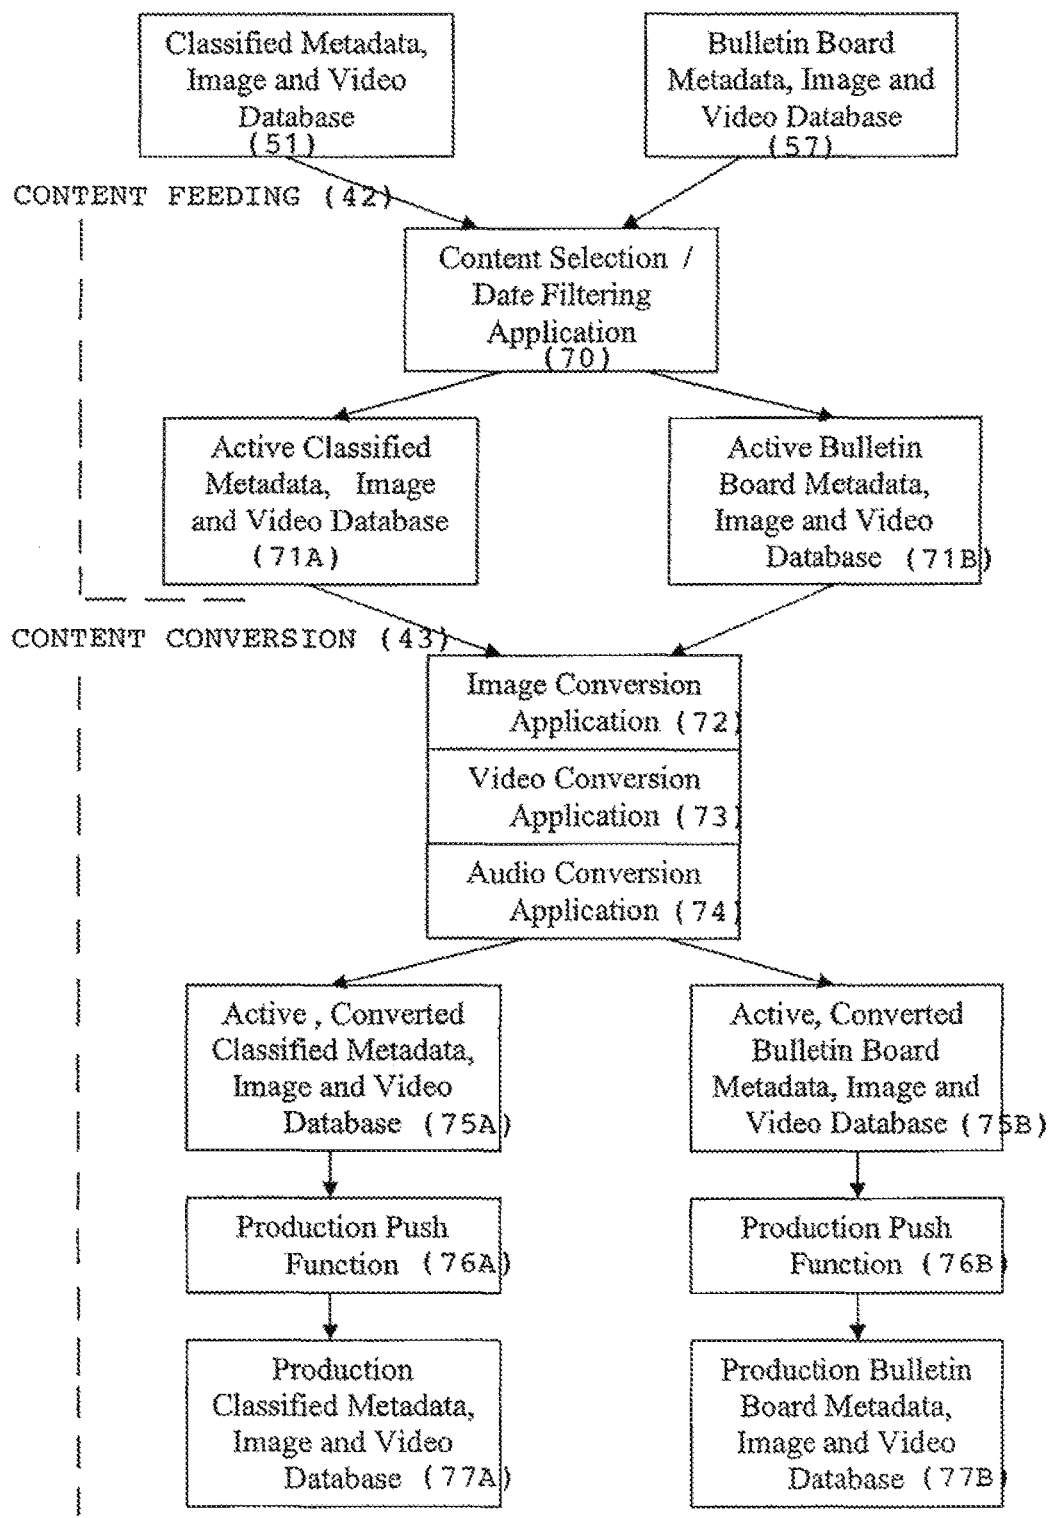 Classified Metadata,
Image and Video
Database
(51)
Bulletin Board
Metadata, Image and
Video Database
(57)
CONTENT FEEDING (42)
Content Selection /
Date Filtering
Application
(70)
Active Classified
Metadata, Image
and Video Database
(71A)
Active Bulletin
Board Metadata,
Image and Video
Database (71B)
CONTENT CONVERSION (43)
Image Conversion
Application (72)
Video Conversion
Application (73)
Audio Conversion
Application (74)
Active , Converted
Classified Metadata,
Image and Video
Database (75A)
Active, Converted
Bulletin Board
Metadata, Image and
Video Database (75B)
Production Push
Function (76A)
Production Push
Function (76B)
Production
Classified Metadata,
Image and Video
Database (77A)
Production Bulletin
Board Metadata,
Image and Video
Database (77B)